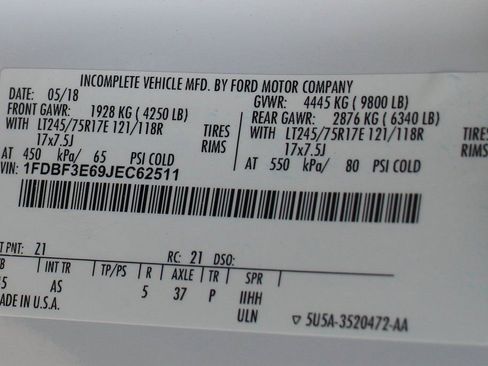 INCOMPLETE VEHICLE MFD. BY FORD MOTOR COMPANY
DATE: 05/18 GVWR: 4445 KG ( 9800 LB)
FRONT GAWR: 1928 KG ( 4250 LB) REAR GAWR: 2876 KG ( 6340 LB)
WITH LT245/75R17E 121/118R TIRES WITH LT245/75R17E 121/118R TIRES
17x7.5J RIMS 17x7.5J RIMS
AT 450 kPa/ 65 PSI COLD AT 550 kPa/ 80 PSI COLD
VIN: 1FDBF3E69JEC62511
T PNT: Z1 RC: 21 DSO:
B INT TR TP/PS R AXLE TR SPR
5 AS 5 37 P IIHH
ADE IN U.S.A. ULN ▽ 5U5A-3520472-AA